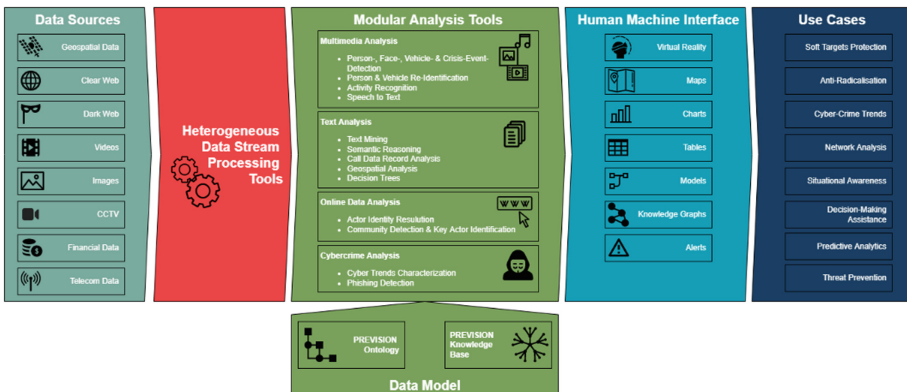 Data Sources
Geospatial Data
Clear Web
Dark Web
Videos
Images
CCTV
Financial Data
Telecom Data
Heterogeneous
Data Stream
Processing
Tools
Modular Analysis Tools
Multimedia Analysis
• Person-, Face-, Vehicle- & Crisis-Event-
Detection
• Person & Vehicle Re-Identification
• Activity Recognition
• Speech to Text
Text Analysis
• Text Mining
• Semantic Reasoning
• Call Data Record Analysis
• Geospatial Analysis
• Decision Trees
Online Data Analysis
WWW
• Actor Identity Resulution
• Community Detection & Key Actor Identification
Cybercrime Analysis
• Cyber Trends Characterization
• Phishing Detection
Human Machine Interface
Virtual Reality
Maps
Charts
Tables
Models
Knowledge Graphs
Alerts
Use Cases
Soft Targets Protection
Anti-Radicalisation
Cyber-Crime Trends
Network Analysis
Situational Awareness
Decision-Making
Assistance
Predictive Analytics
Threat Prevention
PREVISION
Ontology
PREVISION
Knowledge
Base
Data Model